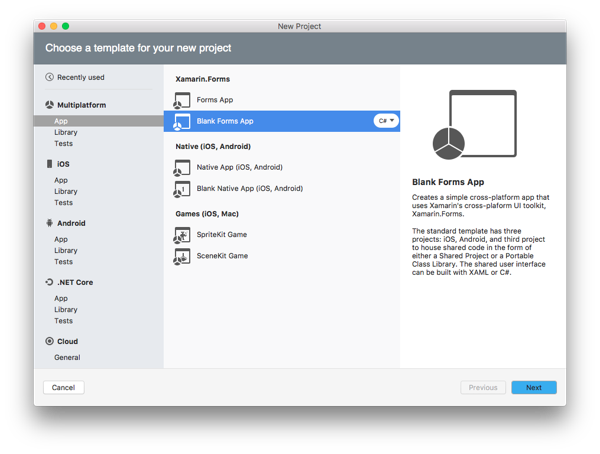 New Project
Choose a template for your new project
Recently used
Multiplatform
App
Library
Tests
iOS
App
Library
Tests
Android
App
Library
Tests
.NET Core
App
Library
Tests
Cloud
General
Xamarin.Forms
Forms App
Blank Forms App
C#
Native (iOS, Android)
Native App (iOS, Android)
Blank Native App (iOS, Android)
Games (iOS, Mac)
SpriteKit Game
SceneKit Game
Blank Forms App
Creates a simple cross-platform app that
uses Xamarin's cross-plaform UI toolkit,
Xamarin.Forms.
The standard template has three
projects: iOS, Android, and third project
to house shared code in the form of
either a Shared Project or a Portable
Class Library. The shared user interface
can be built with XAML or C#.
Cancel
Previous
Next